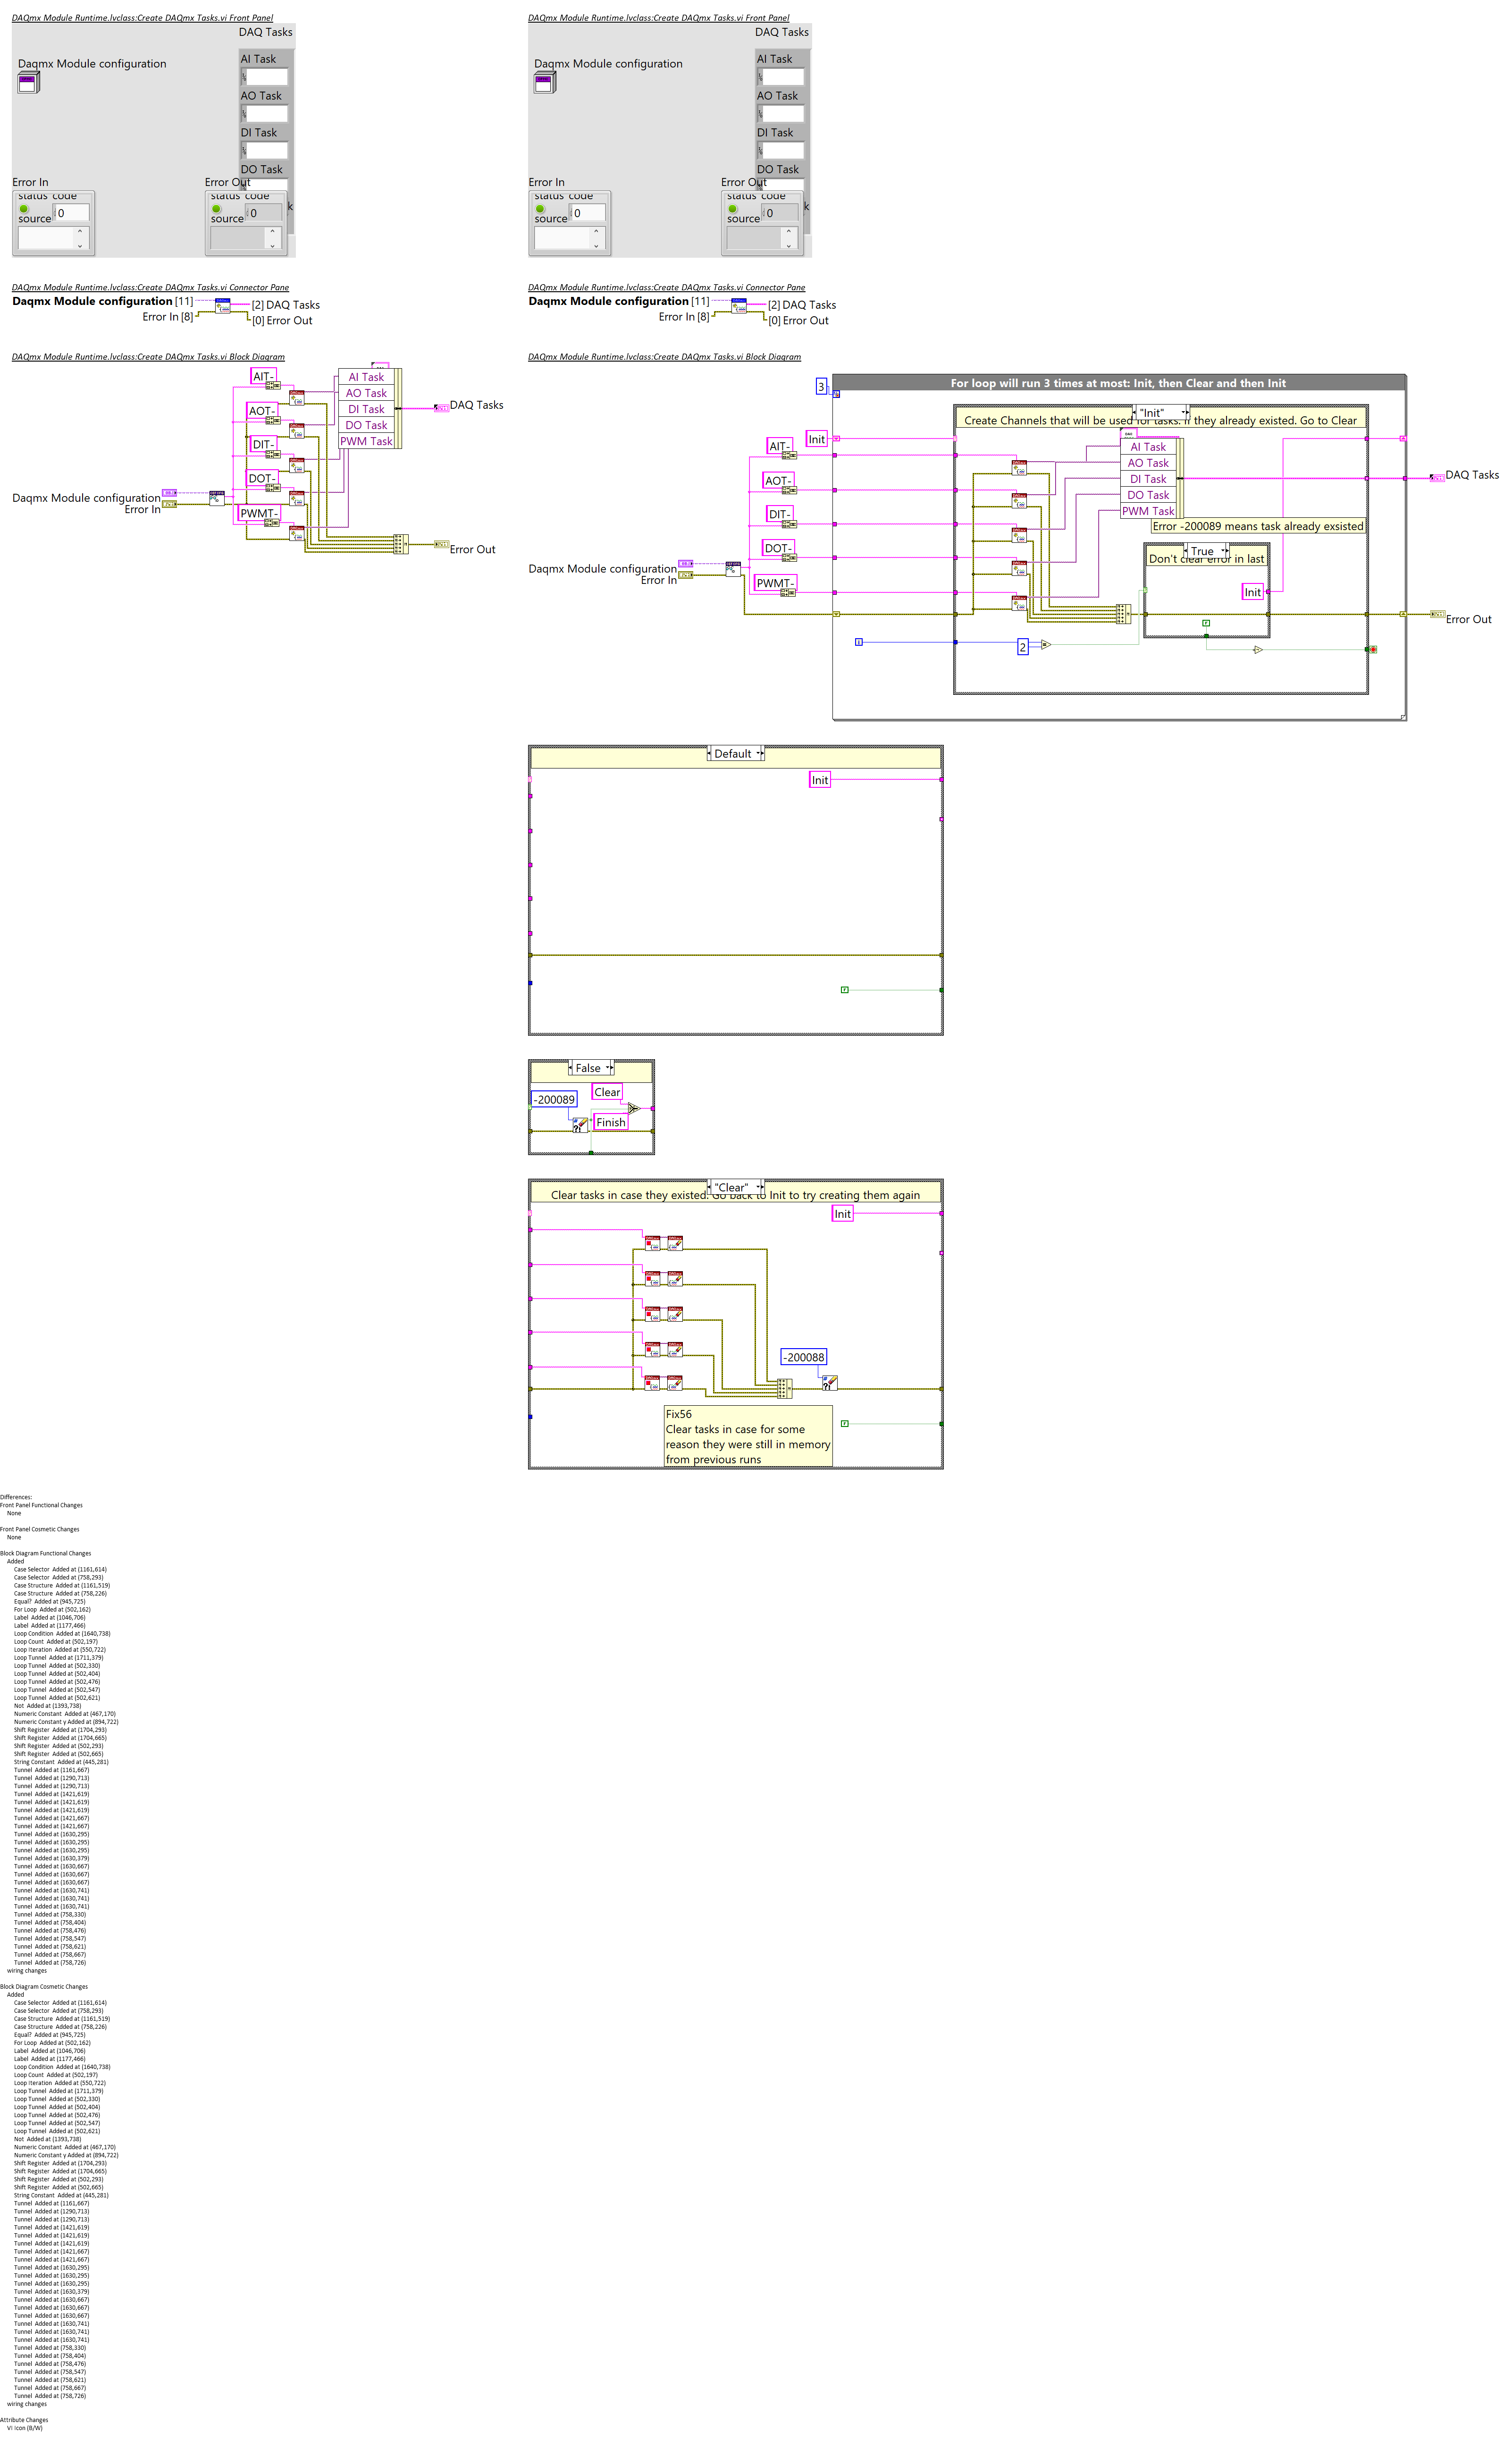 DAQmx Module Runtime.lvclass:Create DAQmx Tasks.vi Front Panel
DAQ Tasks
Daqmx Module configuration
AI Task
AO Task
DI Task
DO Task
Error In
Error Out
status code
source
0
status code
source
0
k
DAQmx Module Runtime.lvclass:Create DAQmx Tasks.vi Front Panel
DAQ Tasks
Daqmx Module configuration
AI Task
AO Task
DI Task
DO Task
Error In
Error Out
status code
source
0
status code
source
0
k
DAQmx Module Runtime.lvclass:Create DAQmx Tasks.vi Connector Pane
Daqmx Module configuration [11]
Error In [8]
[2] DAQ Tasks
[0] Error Out
DAQmx Module Runtime.lvclass:Create DAQmx Tasks.vi Connector Pane
Daqmx Module configuration [11]
Error In [8]
[2] DAQ Tasks
[0] Error Out
DAQmx Module Runtime.lvclass:Create DAQmx Tasks.vi Block Diagram
AIT-
AOT-
DIT-
DOT-
PWMT-
AI Task
AO Task
DI Task
DO Task
PWM Task
DAQ Tasks
Daqmx Module configuration
Error In
Error Out
DAQmx Module Runtime.lvclass:Create DAQmx Tasks.vi Block Diagram
3
For loop will run 3 times at most: Init, then Clear and then Init
"Init"
Create Channels that will be used for tasks. If they already existed. Go to Clear
Init
AIT-
AOT-
DIT-
DOT-
PWMT-
AI Task
AO Task
DI Task
DO Task
PWM Task
DAQ Tasks
Error -200089 means task already exsisted
True
Don't clear error in last
Init
Daqmx Module configuration
Error In
Error Out
2
Default
Init
False
-200089
Clear
Finish
"Clear"
Clear tasks in case they existed. Go back to Init to try creating them again
Init
-200088
Fix56
Clear tasks in case for some
reason they were still in memory
from previous runs
Differences:
Front Panel Functional Changes
None
Front Panel Cosmetic Changes
None
Block Diagram Functional Changes
Added
Case Selector  Added at (1161,614)
Case Selector  Added at (758,293)
Case Structure  Added at (1161,519)
Case Structure  Added at (758,226)
Equal?  Added at (945,725)
For Loop  Added at (502,162)
Label  Added at (1046,706)
Label  Added at (1177,466)
Loop Condition  Added at (1640,738)
Loop Count  Added at (502,197)
Loop Iteration  Added at (550,722)
Loop Tunnel  Added at (1711,379)
Loop Tunnel  Added at (502,330)
Loop Tunnel  Added at (502,404)
Loop Tunnel  Added at (502,476)
Loop Tunnel  Added at (502,547)
Loop Tunnel  Added at (502,621)
Not  Added at (1393,738)
Numeric Constant  Added at (467,170)
Numeric Constant y Added at (894,722)
Shift Register  Added at (1704,293)
Shift Register  Added at (1704,665)
Shift Register  Added at (502,293)
Shift Register  Added at (502,665)
String Constant  Added at (445,281)
Tunnel  Added at (1161,667)
Tunnel  Added at (1290,713)
Tunnel  Added at (1290,713)
Tunnel  Added at (1421,619)
Tunnel  Added at (1421,619)
Tunnel  Added at (1421,619)
Tunnel  Added at (1421,667)
Tunnel  Added at (1421,667)
Tunnel  Added at (1630,295)
Tunnel  Added at (1630,295)
Tunnel  Added at (1630,295)
Tunnel  Added at (1630,379)
Tunnel  Added at (1630,667)
Tunnel  Added at (1630,667)
Tunnel  Added at (1630,667)
Tunnel  Added at (1630,741)
Tunnel  Added at (1630,741)
Tunnel  Added at (1630,741)
Tunnel  Added at (758,330)
Tunnel  Added at (758,404)
Tunnel  Added at (758,476)
Tunnel  Added at (758,547)
Tunnel  Added at (758,621)
Tunnel  Added at (758,667)
Tunnel  Added at (758,726)
wiring changes
Block Diagram Cosmetic Changes
Added
Case Selector  Added at (1161,614)
Case Selector  Added at (758,293)
Case Structure  Added at (1161,519)
Case Structure  Added at (758,226)
Equal?  Added at (945,725)
For Loop  Added at (502,162)
Label  Added at (1046,706)
Label  Added at (1177,466)
Loop Condition  Added at (1640,738)
Loop Count  Added at (502,197)
Loop Iteration  Added at (550,722)
Loop Tunnel  Added at (1711,379)
Loop Tunnel  Added at (502,330)
Loop Tunnel  Added at (502,404)
Loop Tunnel  Added at (502,476)
Loop Tunnel  Added at (502,547)
Loop Tunnel  Added at (502,621)
Not  Added at (1393,738)
Numeric Constant  Added at (467,170)
Numeric Constant y Added at (894,722)
Shift Register  Added at (1704,293)
Shift Register  Added at (1704,665)
Shift Register  Added at (502,293)
Shift Register  Added at (502,665)
String Constant  Added at (445,281)
Tunnel  Added at (1161,667)
Tunnel  Added at (1290,713)
Tunnel  Added at (1290,713)
Tunnel  Added at (1421,619)
Tunnel  Added at (1421,619)
Tunnel  Added at (1421,619)
Tunnel  Added at (1421,667)
Tunnel  Added at (1421,667)
Tunnel  Added at (1630,295)
Tunnel  Added at (1630,295)
Tunnel  Added at (1630,295)
Tunnel  Added at (1630,379)
Tunnel  Added at (1630,667)
Tunnel  Added at (1630,667)
Tunnel  Added at (1630,667)
Tunnel  Added at (1630,741)
Tunnel  Added at (1630,741)
Tunnel  Added at (1630,741)
Tunnel  Added at (758,330)
Tunnel  Added at (758,404)
Tunnel  Added at (758,476)
Tunnel  Added at (758,547)
Tunnel  Added at (758,621)
Tunnel  Added at (758,667)
Tunnel  Added at (758,726)
wiring changes
Attribute Changes
VI Icon (B/W)